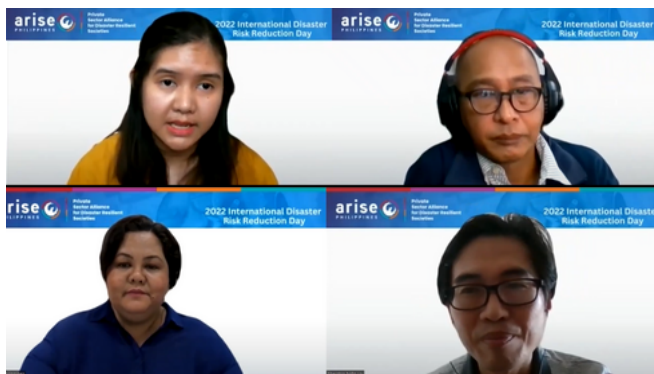 arise
PHILIPPINES
Private
Sector Alliance
for Disaster Resilient
Societies
2022 International Disaster
Risk Reduction Day
arise
PHILIPPINES
Private
Sector Alliance
for Disaster Resilient
Societies
2022 International Disaster
Risk Reduction Day
rise
PHILIPPINES
Private
Sector Alliance
for Disaster Resilient
Societies
2022 International Disaster
Risk Reduction Day
arise
PHILIPPINES
Private
Sector Alliance
for Disaster Resilient
Societies
2022 International Disaster
Risk Reduction Day